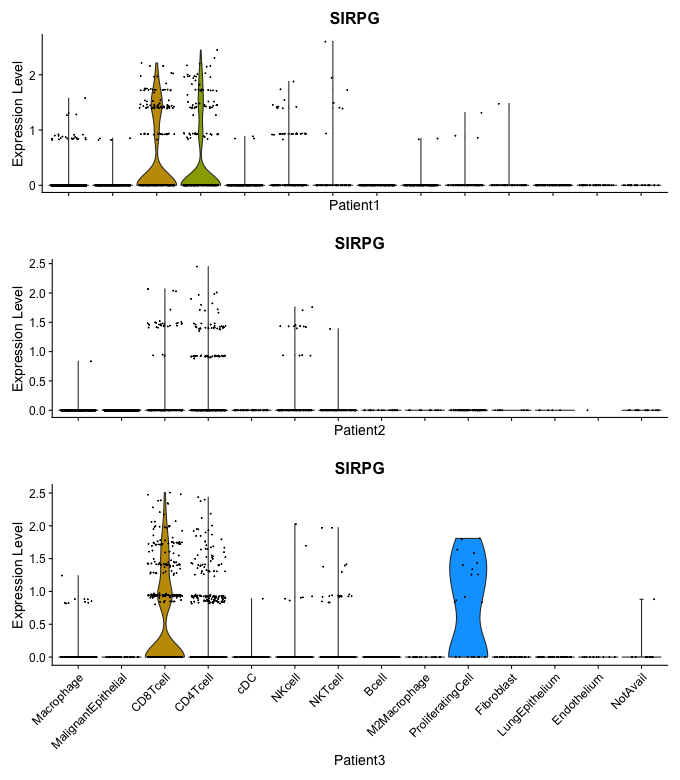 SIRPG
Expression Level
2
1
0
Patient1
SIRPG
Expression Level
2.5
2.0
1.5
1.0
0.5
0.0
Patient2
SIRPG
Expression Level
2.5
2.0
1.5
1.0
0.5
0.0
Macrophage
MalignantEpithelial
CD8Tcell
CD4Tcell
cDC
NKcell
NKTcell
Bcell
M2Macrophage
ProliferatingCell
Fibroblast
LungEpithelium
Endothelium
NotAvail
Patient3